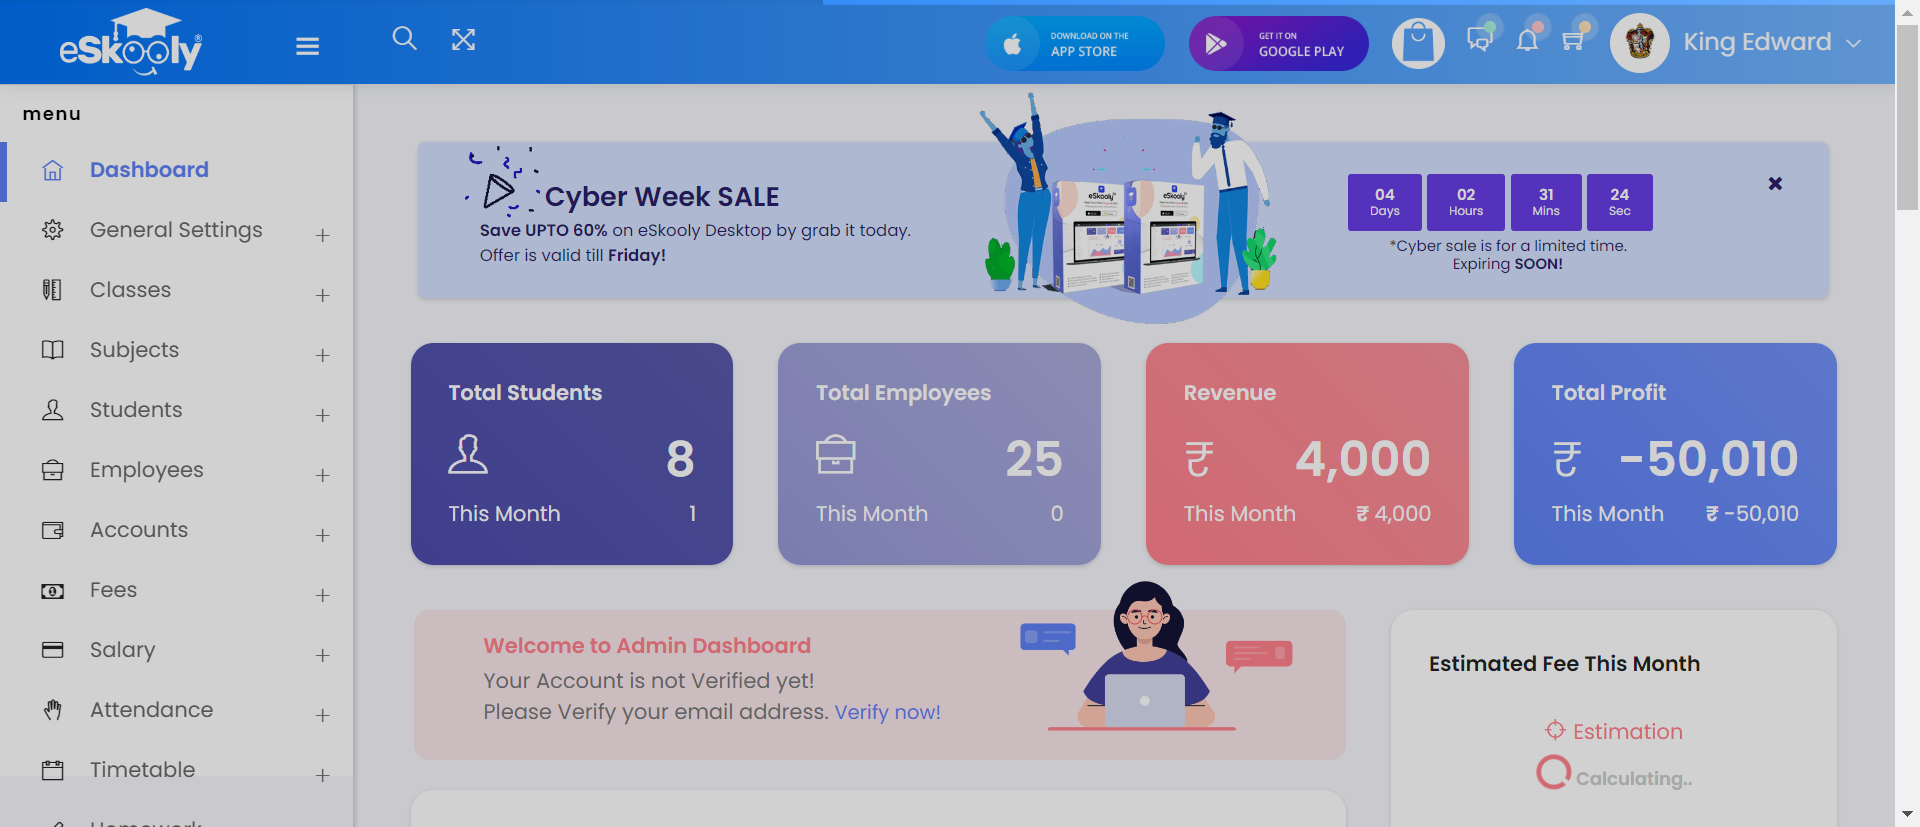 eSkooly®
DOWNLOAD ON THE
APP STORE
GET IT ON
GOOGLE PLAY
King Edward
menu
Dashboard
General Settings
Classes
Subjects
Students
Employees
Accounts
Fees
Salary
Attendance
Timetable
Homework
Cyber Week SALE
Save UPTO 60% on eSkooly Desktop by grab it today.
Offer is valid till Friday!
eSkooly
eSkooly
04
Days
02
Hours
31
Mins
24
Sec
*Cyber sale is for a limited time.
Expiring SOON!
Total Students
8
This Month 1
Total Employees
25
This Month 0
Revenue
₹ 4,000
This Month ₹ 4,000
Total Profit
₹ -50,010
This Month ₹ -50,010
Welcome to Admin Dashboard
Your Account is not Verified yet!
Please Verify your email address. Verify now!
Estimated Fee This Month
Estimation
Calculating..